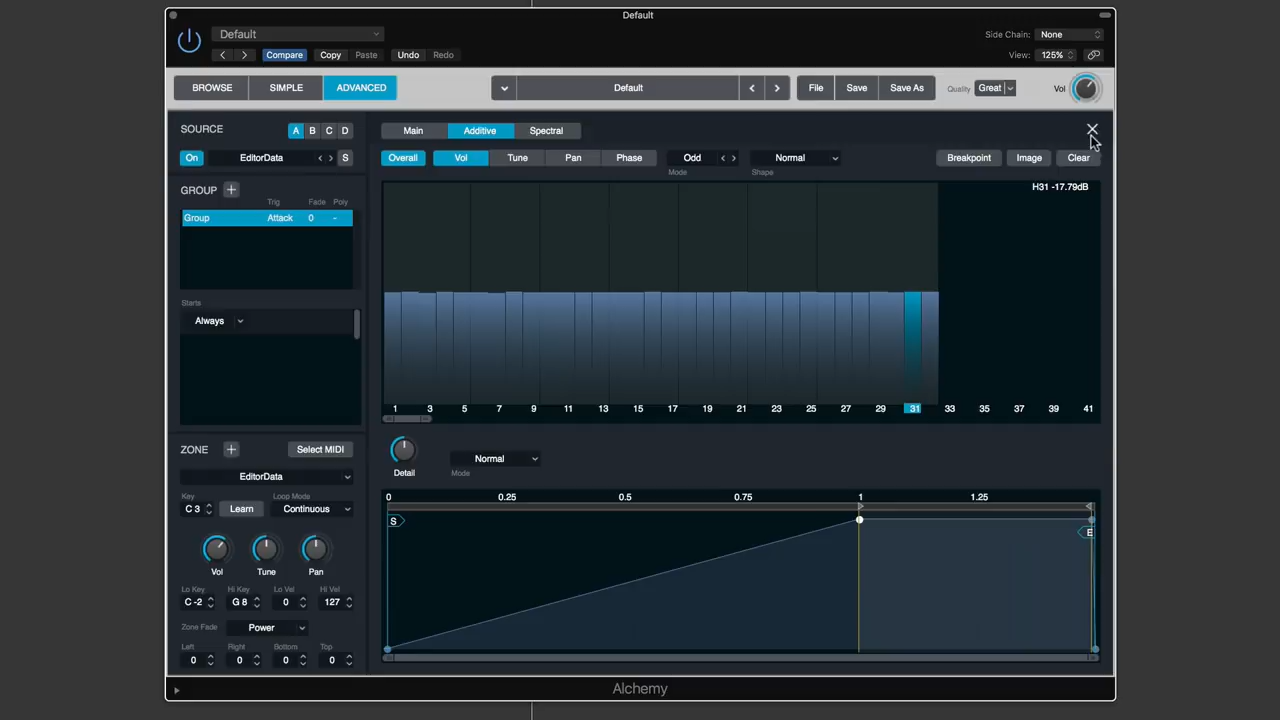 Default
Default
Side Chain: None
Compare Copy Paste Undo Redo
View: 125%
BROWSE SIMPLE ADVANCED Default File Save Save As Quality Great Vol
SOURCE A B C D Main Additive Spectral
On EditorData S Overall Vol Tune Pan Phase Odd Normal Breakpoint Image Clear
Mode Shape
GROUP H31 -17.79dB
Trig Fade Poly
Group Attack 0 -
Starts
Always
1 3 5 7 9 11 13 15 17 19 21 23 25 27 29 31 33 35 37 39 41
ZONE Select MIDI
Normal
Detail Mode
EditorData
Key Loop Mode
0 0.25 0.5 0.75 1 1.25
C 3 Learn Continuous
S
E
Vol Tune Pan
Lo Key Hi Key Lo Vel Hi Vel
C -2 G 8 0 127
Zone Fade Power
Left Right Bottom Top
0 0 0 0
Alchemy